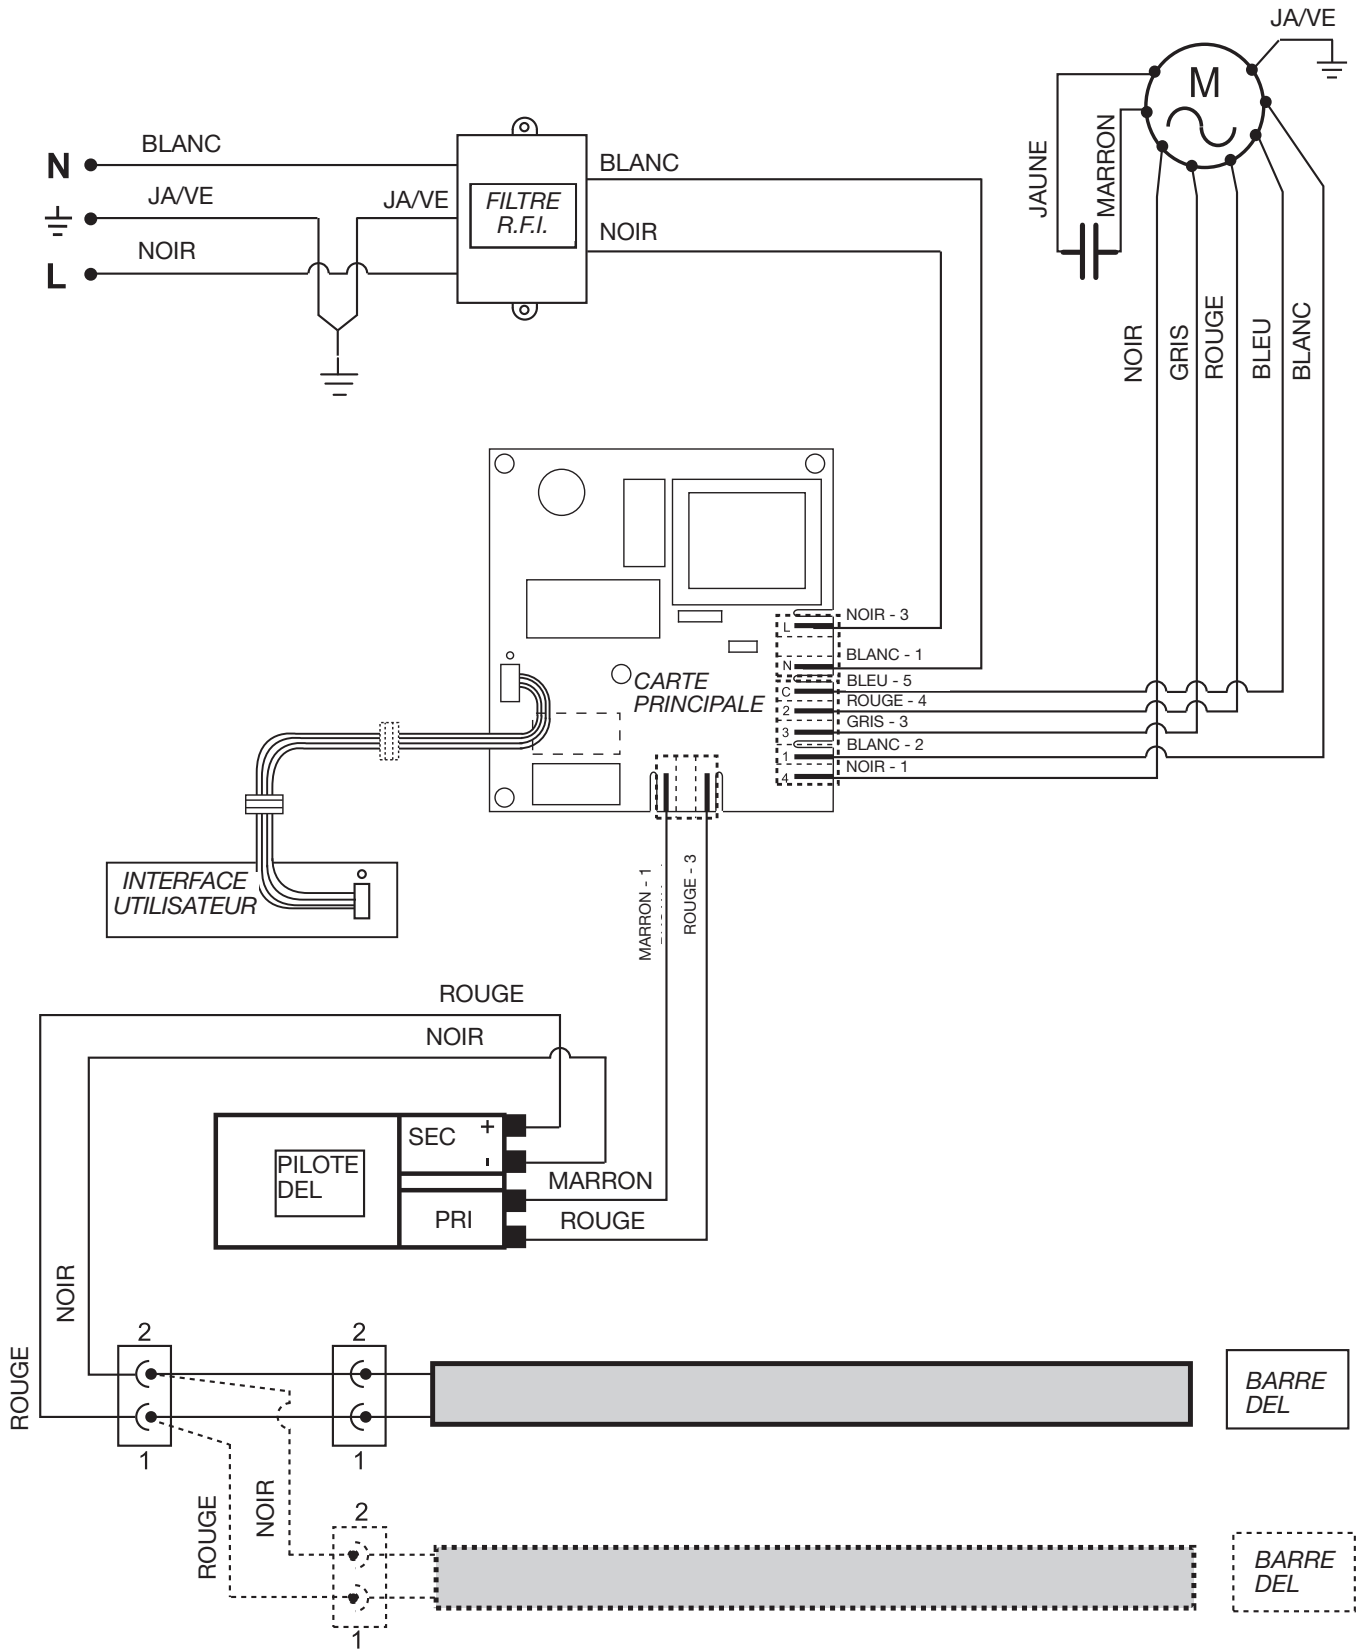 JA/VE
M
BLANC
N
JA/VE
JA/VE
NOIR
L
FILTRE
R.F.I.
BLANC
NOIR
JAUNE
MARRON
NOIR
GRIS
ROUGE
BLEU
BLANC
L
N
C
2
3
1
4
NOIR - 3
BLANC - 1
BLEU - 5
ROUGE - 4
GRIS - 3
BLANC - 2
NOIR - 1
CARTE
PRINCIPALE
INTERFACE
UTILISATEUR
MARRON - 1
ROUGE - 3
ROUGE
NOIR
SEC
+
-
PILOTE
DEL
PRI
MARRON
ROUGE
NOIR
ROUGE
2
1
2
1
BARRE
DEL
ROUGE
NOIR
2
1
BARRE
DEL